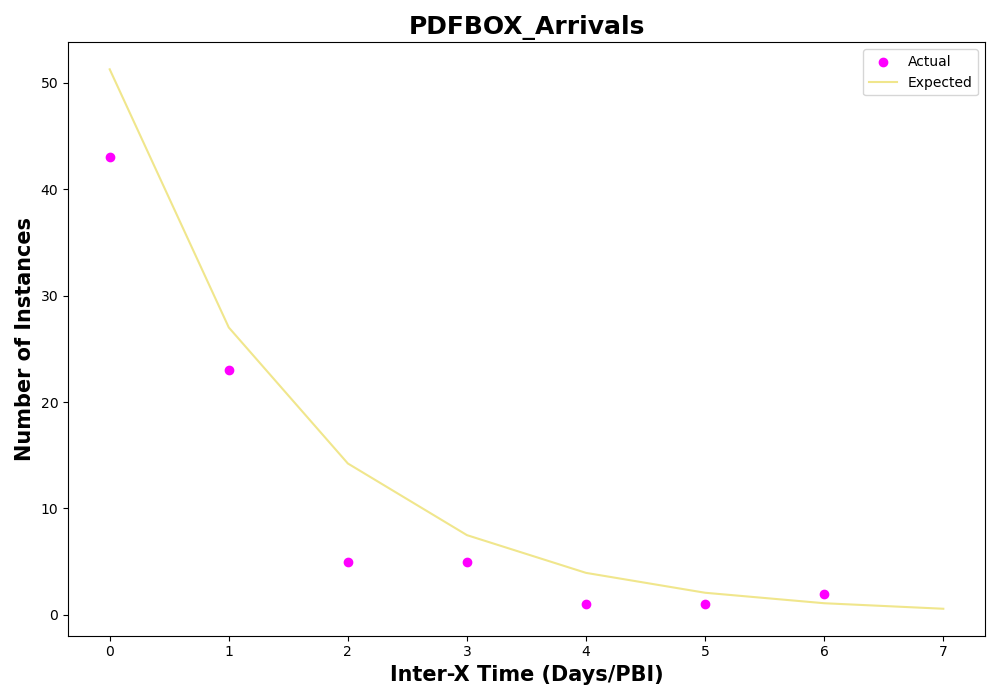 PDFBOX_Arrivals
Actual
Expected
Number of Instances
50
40
30
20
10
0
0 1 2 3 4 5 6 7
Inter-X Time (Days/PBI)